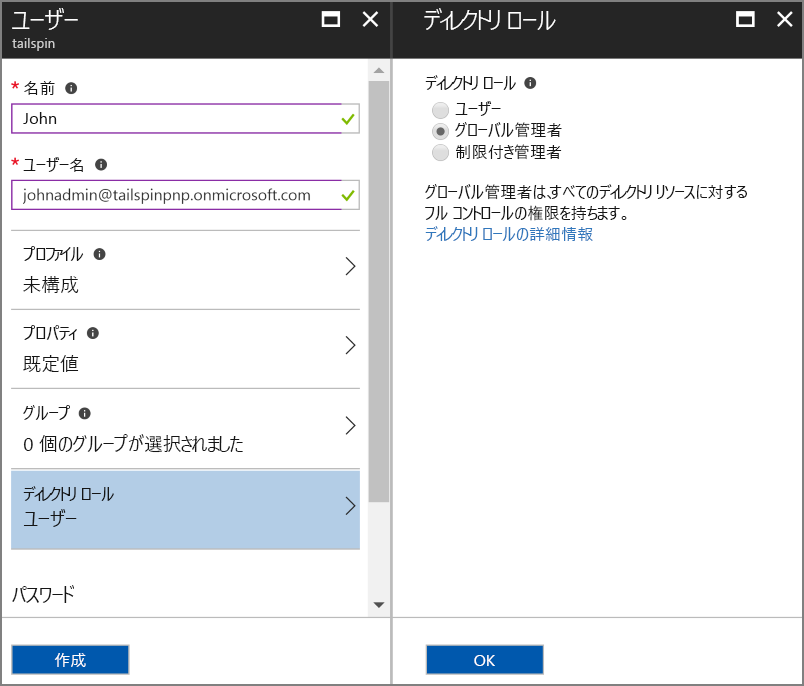 ユーザー
tailspin
* 名前
John
* ユーザー名
johnadmin@tailspinpnp.onmicrosoft.com
プロファイル
未構成
プロパティ
既定値
グループ
0 個のグループが選択されました
ディレクトリ ロール
ユーザー
パスワード
作成
ディレクトリ ロール
ディレクトリ ロール
ユーザー
グローバル管理者
制限付き管理者
グローバル管理者は、すべてのディレクトリ リソースに対する
フル コントロールの権限を持ちます。
ディレクトリ ロールの詳細情報
OK